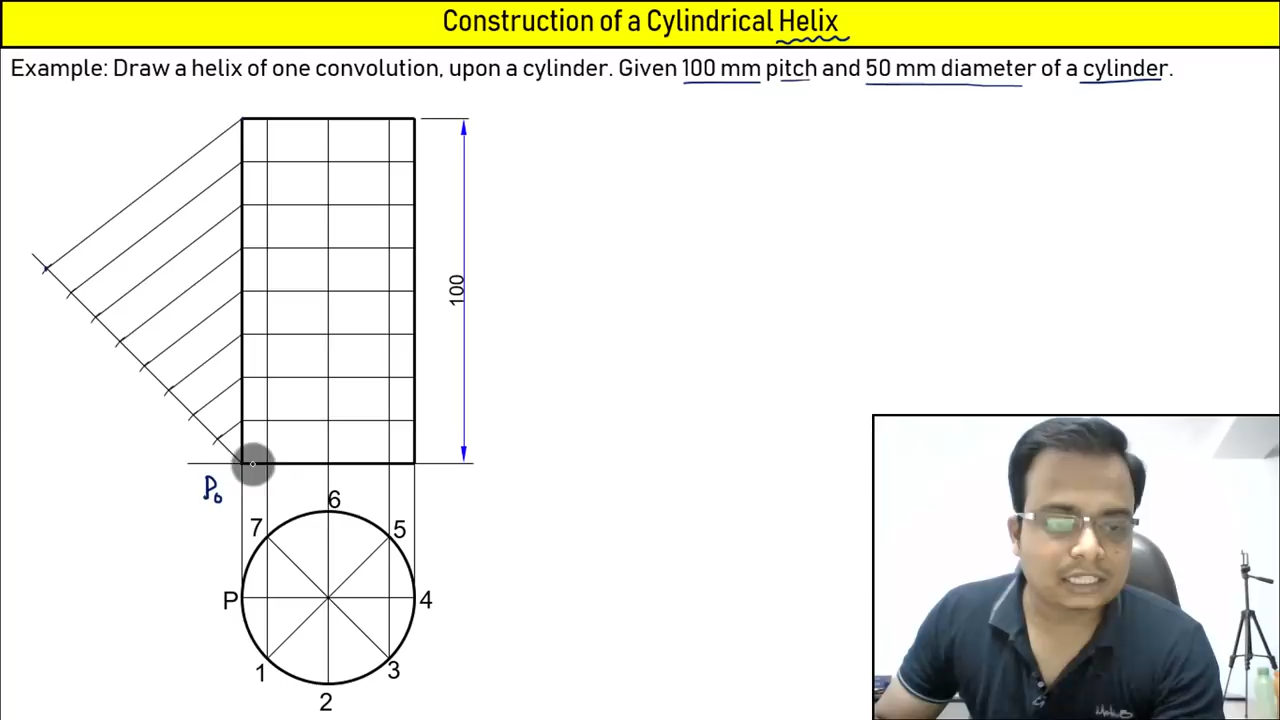 Construction of a Cylindrical Helix
Example: Draw a helix of one convolution, upon a cylinder. Given 100 mm pitch and 50 mm diameter of a cylinder.
100
P₀
6
7 5
P 4
1 3
2